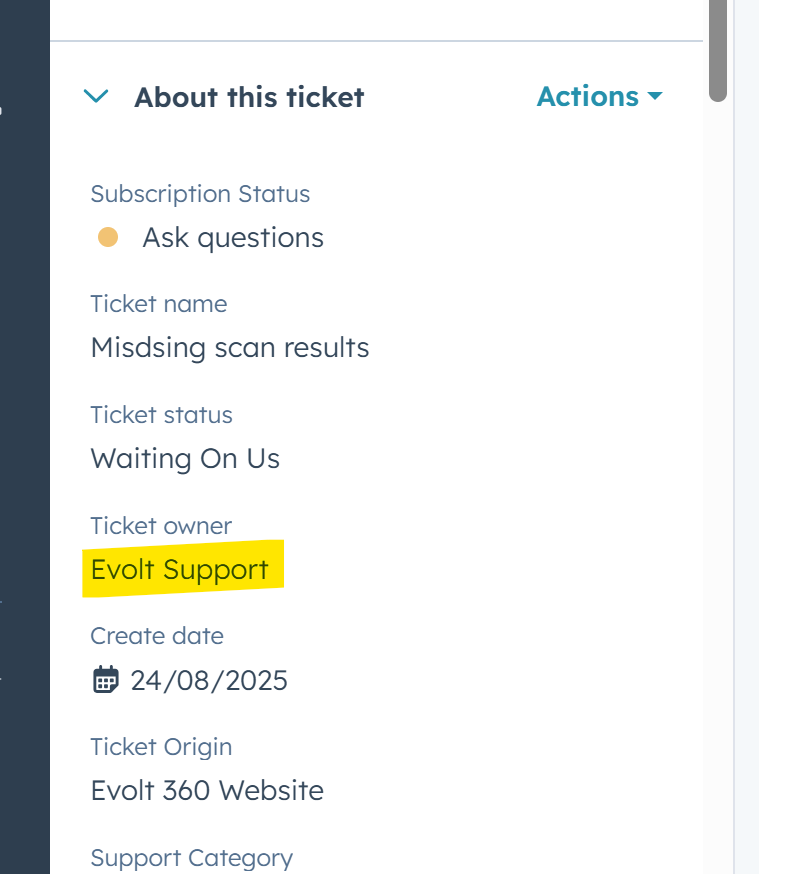 About this ticket
Actions
Subscription Status
Ask questions
Ticket name
Misdsing scan results
Ticket status
Waiting On Us
Ticket owner
Evolt Support
Create date
24/08/2025
Ticket Origin
Evolt 360 Website
Support Category